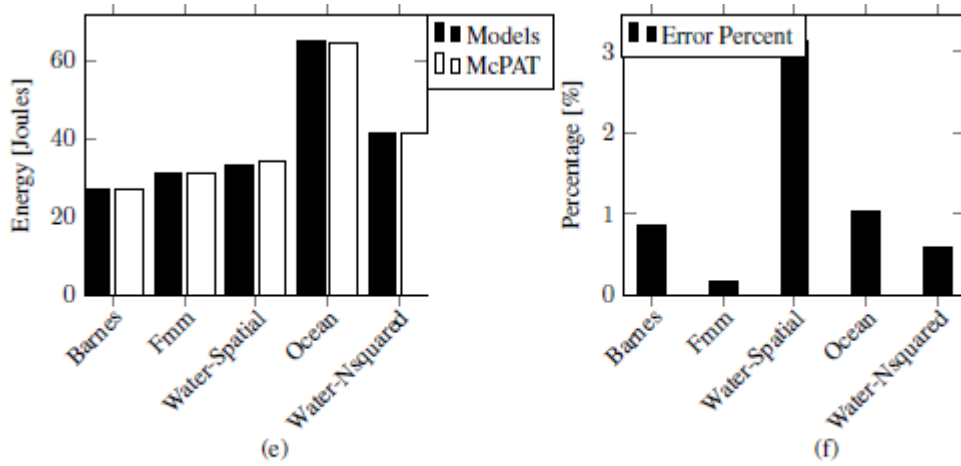 Energy [Joules]
60
40
20
0
Models
McPAT
Barnes
Fmm
Water-Spatial
Ocean
Water-Nsquared
(e)
Percentage [%]
3
2
1
0
Error Percent
Barnes
Fmm
Water-Spatial
Ocean
Water-Nsquared
(f)